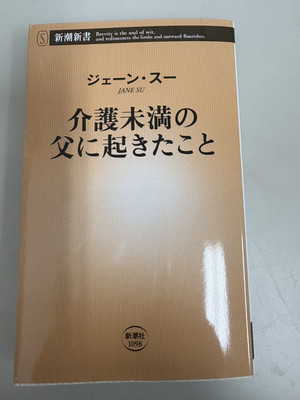 S 新潮新書
Brevity is the soul of wit,
and tediousness the limbs and outward flourishes.
ジェーン・スー
JANE SU
介護未満の
父に起きたこと
新潮社
1098